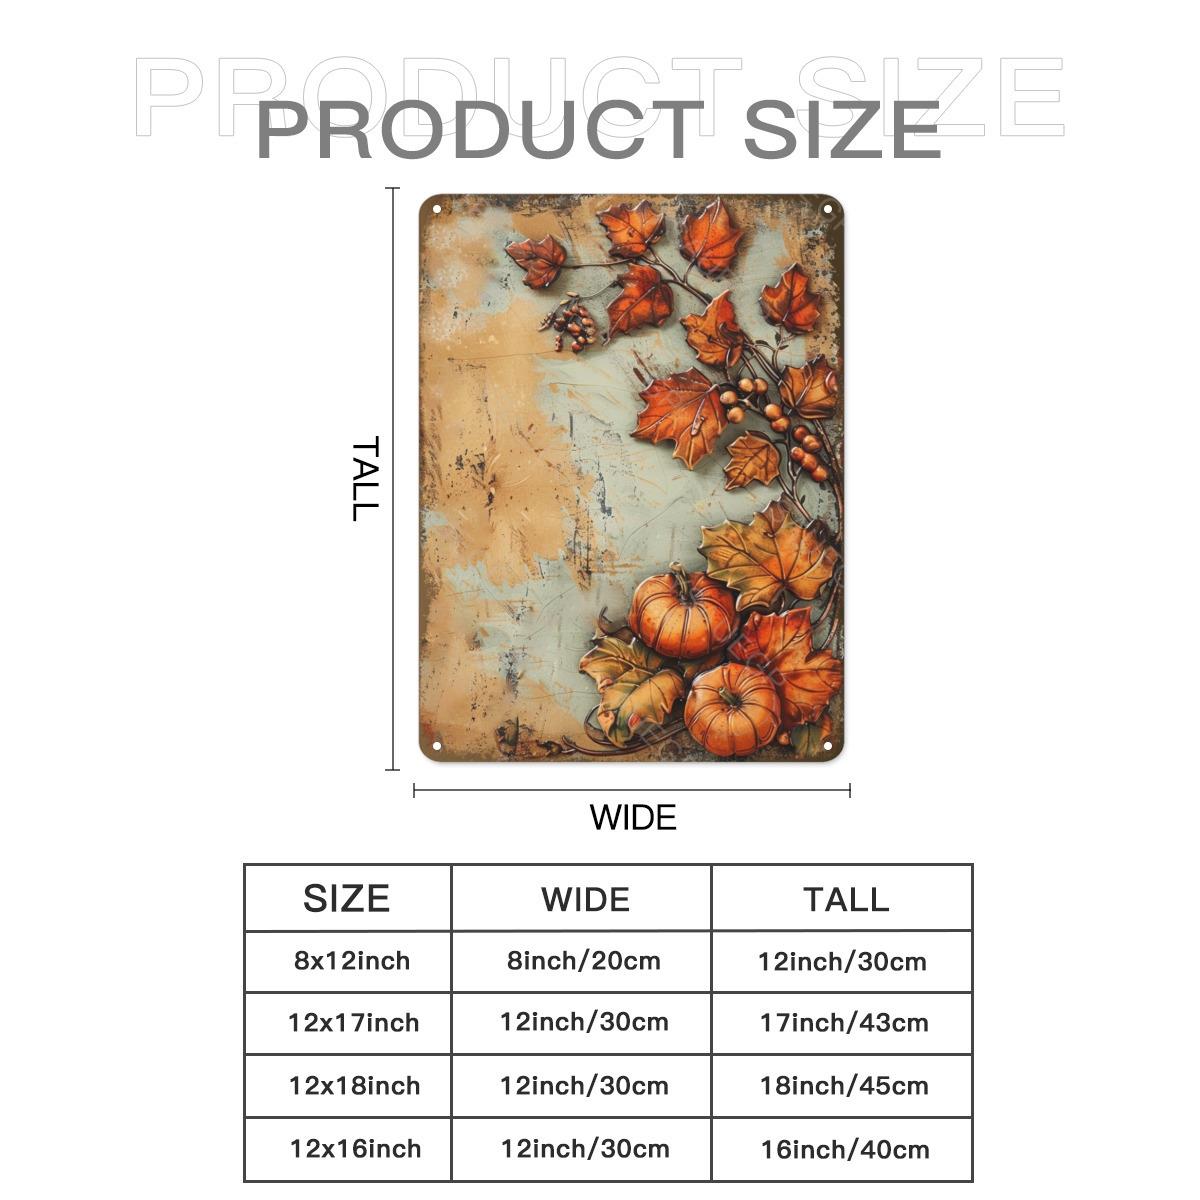 PRODUCT SIZE
PRODUCT SIZE
TALL
WIDE
SIZE WIDE TALL
8x12inch 8inch/20cm 12inch/30cm
12x17inch 12inch/30cm 17inch/43cm
12x18inch 12inch/30cm 18inch/45cm
12x16inch 12inch/30cm 16inch/40cm